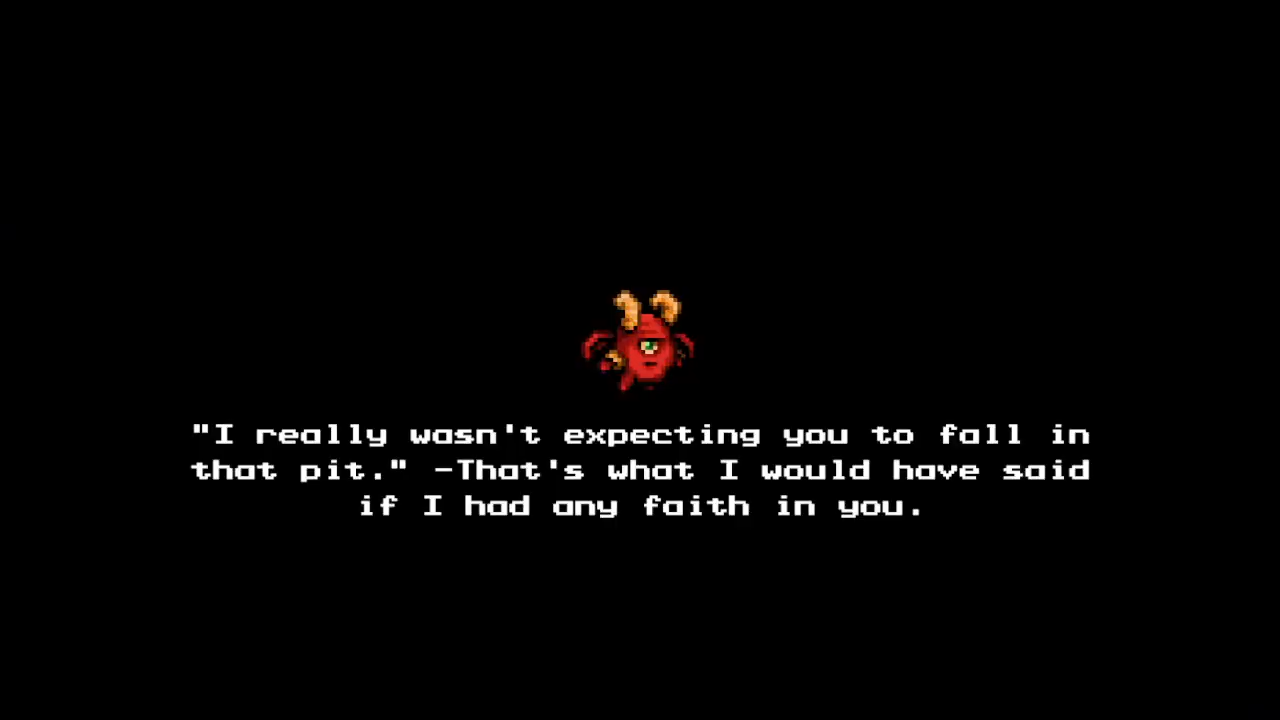 "I really wasn't expecting you to fall in
that pit." -That's what I would have said
if I had any faith in you.